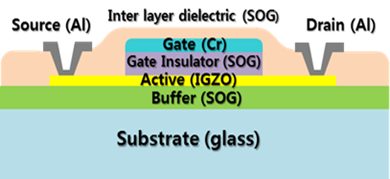 Inter layer dielectric (SOG)
Source (Al)
Drain (Al)
Gate (Cr)
Gate Insulator (SOG)
Active (IGZO)
Buffer (SOG)
Substrate (glass)